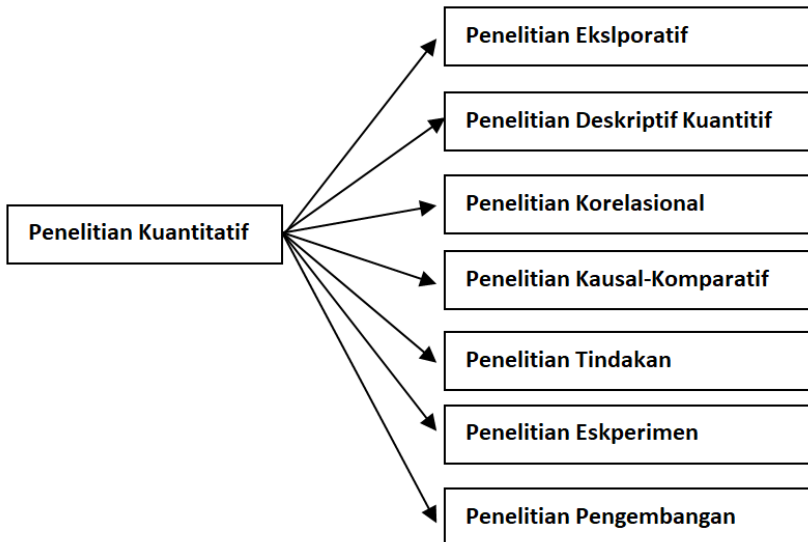 Penelitian Ekslporatif
Penelitian Deskriptif Kuantitif
Penelitian Korelasional
Penelitian Kuantitatif
Penelitian Kausal-Komparatif
Penelitian Tindakan
Penelitian Eskperimen
Penelitian Pengembangan